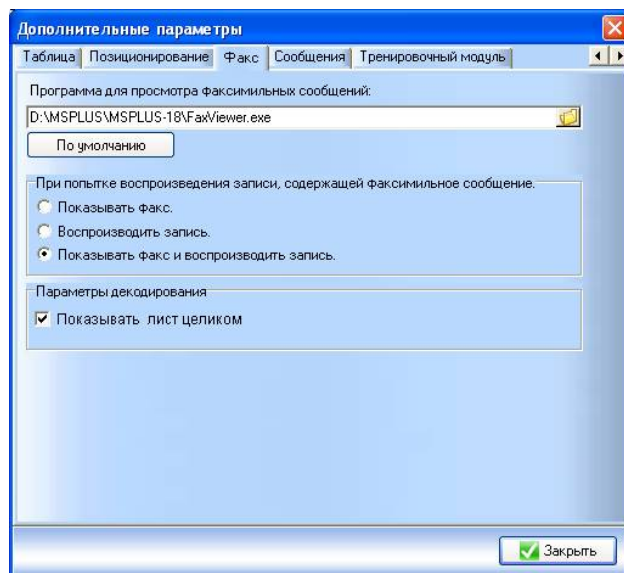 Дополнительные параметры
Таблица Позиционирование Факс Сообщения Тренировочный модуль
Программа для просмотра факсимильных сообщений:
D:\MSPLUS\MSPLUS-18\FaxViewer.exe
По умолчанию
При попытке воспроизведения записи, содержащей факсимильное сообщение.
Показывать факс.
Воспроизводить запись.
Показывать факс и воспроизводить запись.
Параметры декодирования
Показывать лист целиком
Закрыть